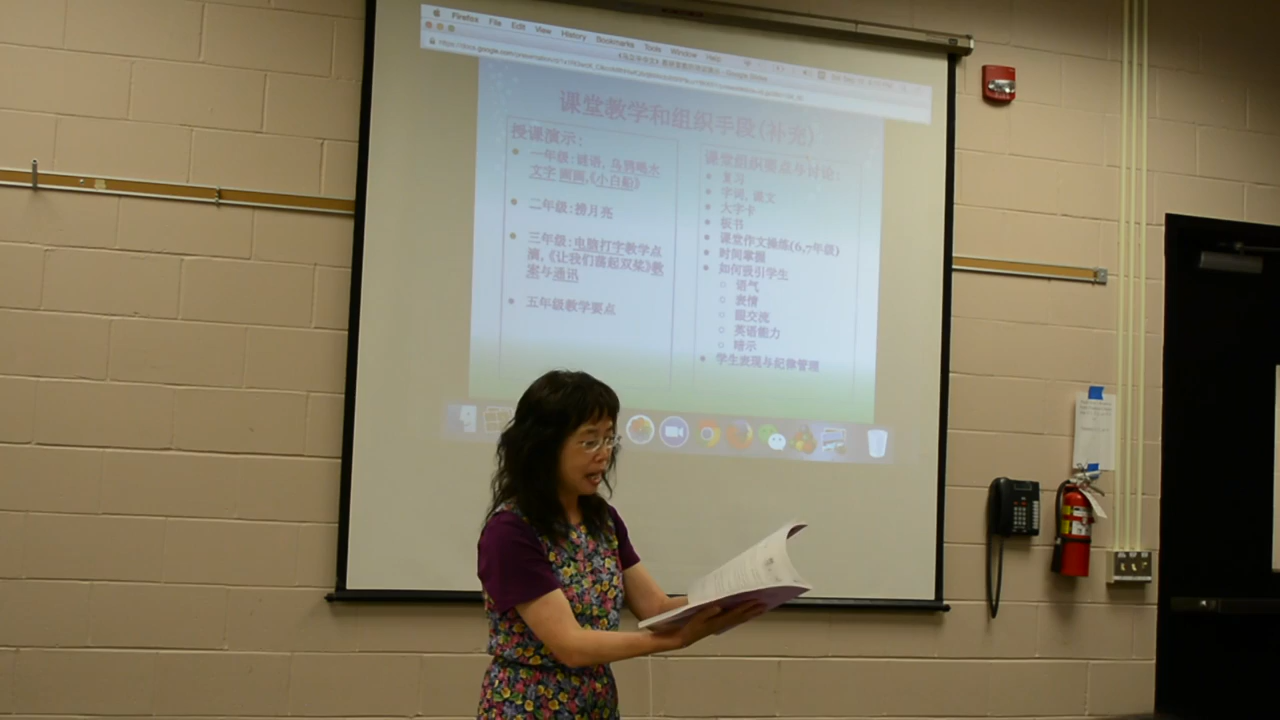 Firefox File Edit View History Bookmarks Tools Window Help
课堂教学和组织手段(补充)
授课演示:
一年级:谜语, 乌鸦喝水
文字 画画,《小白船》
二年级:捞月亮
三年级:电脑打字教学点
滴,《让我们荡起双桨》教
案与通讯
五年级教学要点
课堂组织要点与讨论:
复习
字词, 课文
大字卡
板书
课堂作文操练(6,7年级)
时间掌握
如何吸引学生
语气
表情
眼交流
英语能力
暗示
学生表现与纪律管理